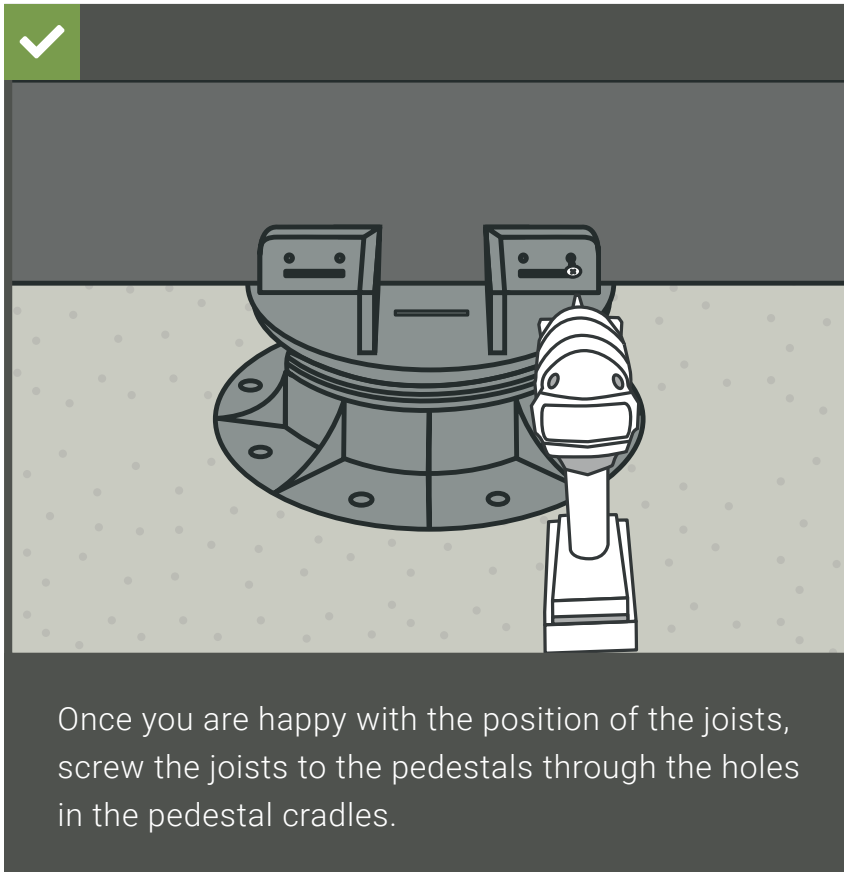 Once you are happy with the position of the joists,
screw the joists to the pedestals through the holes
in the pedestal cradles.